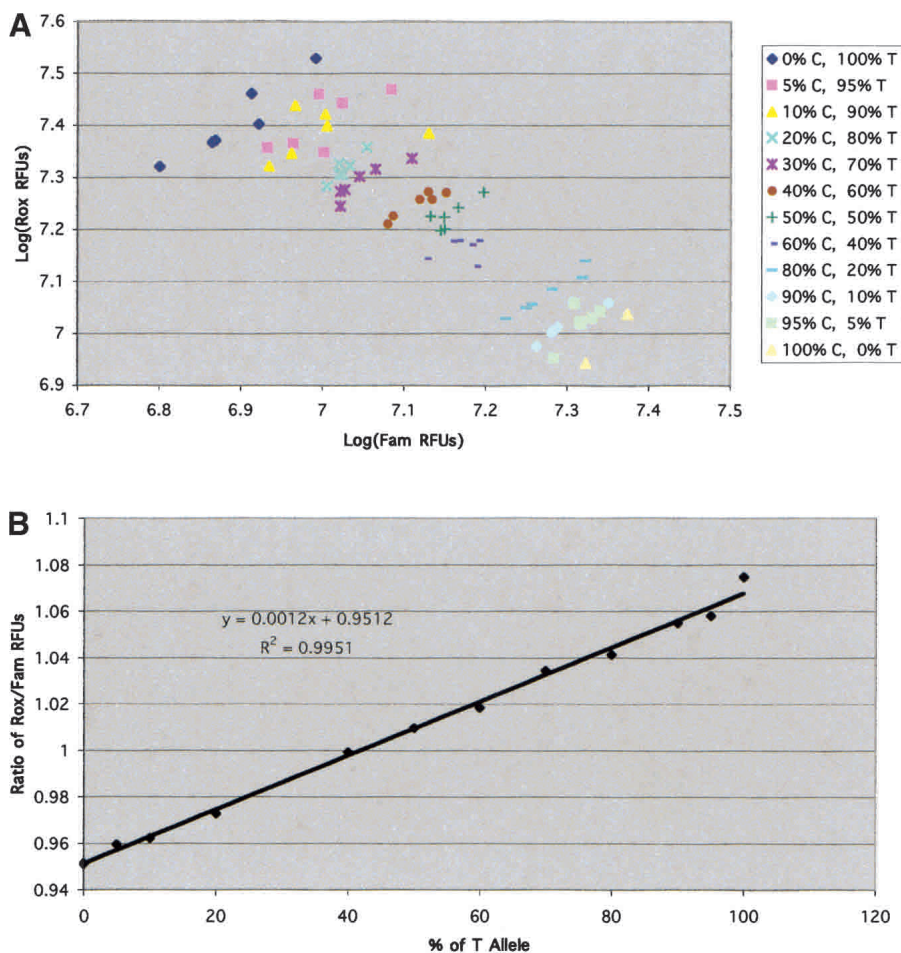 A
7.6
7.5
7.4
7.3
7.2
7.1
7
6.9
Log(Rox RFUs)
6.7 6.8 6.9 7 7.1 7.2 7.3 7.4 7.5
Log(Fam RFUs)
0% C, 100% T
5% C, 95% T
10% C, 90% T
20% C, 80% T
30% C, 70% T
40% C, 60% T
50% C, 50% T
60% C, 40% T
80% C, 20% T
90% C, 10% T
95% C, 5% T
100% C, 0% T
B
1.1
1.08
1.06
1.04
1.02
1
0.98
0.96
0.94
Ratio of Rox/Fam RFUs
y = 0.0012x + 0.9512
R² = 0.9951
0 20 40 60 80 100 120
% of T Allele